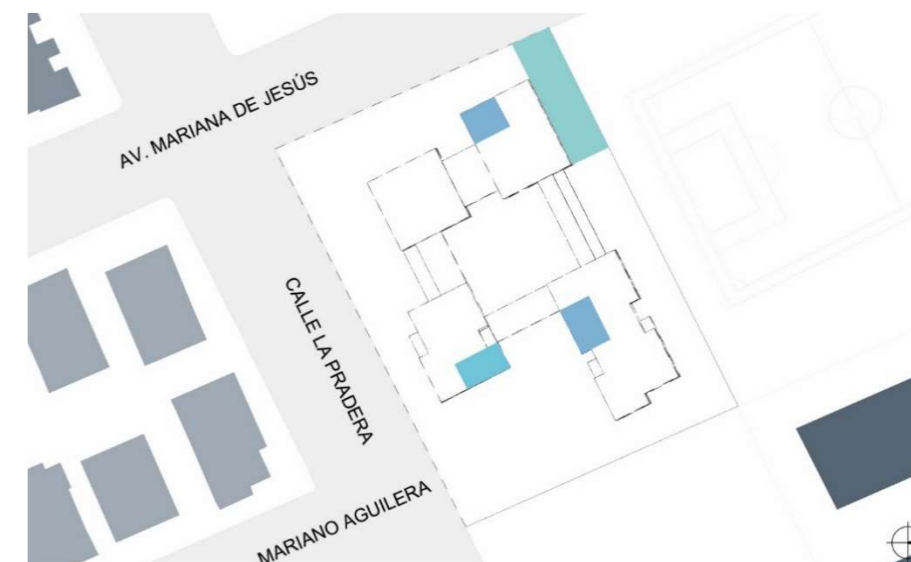 AV. MARIANA DE JESÚS
CALLE LA PRADERA
MARIANO AGUILERA